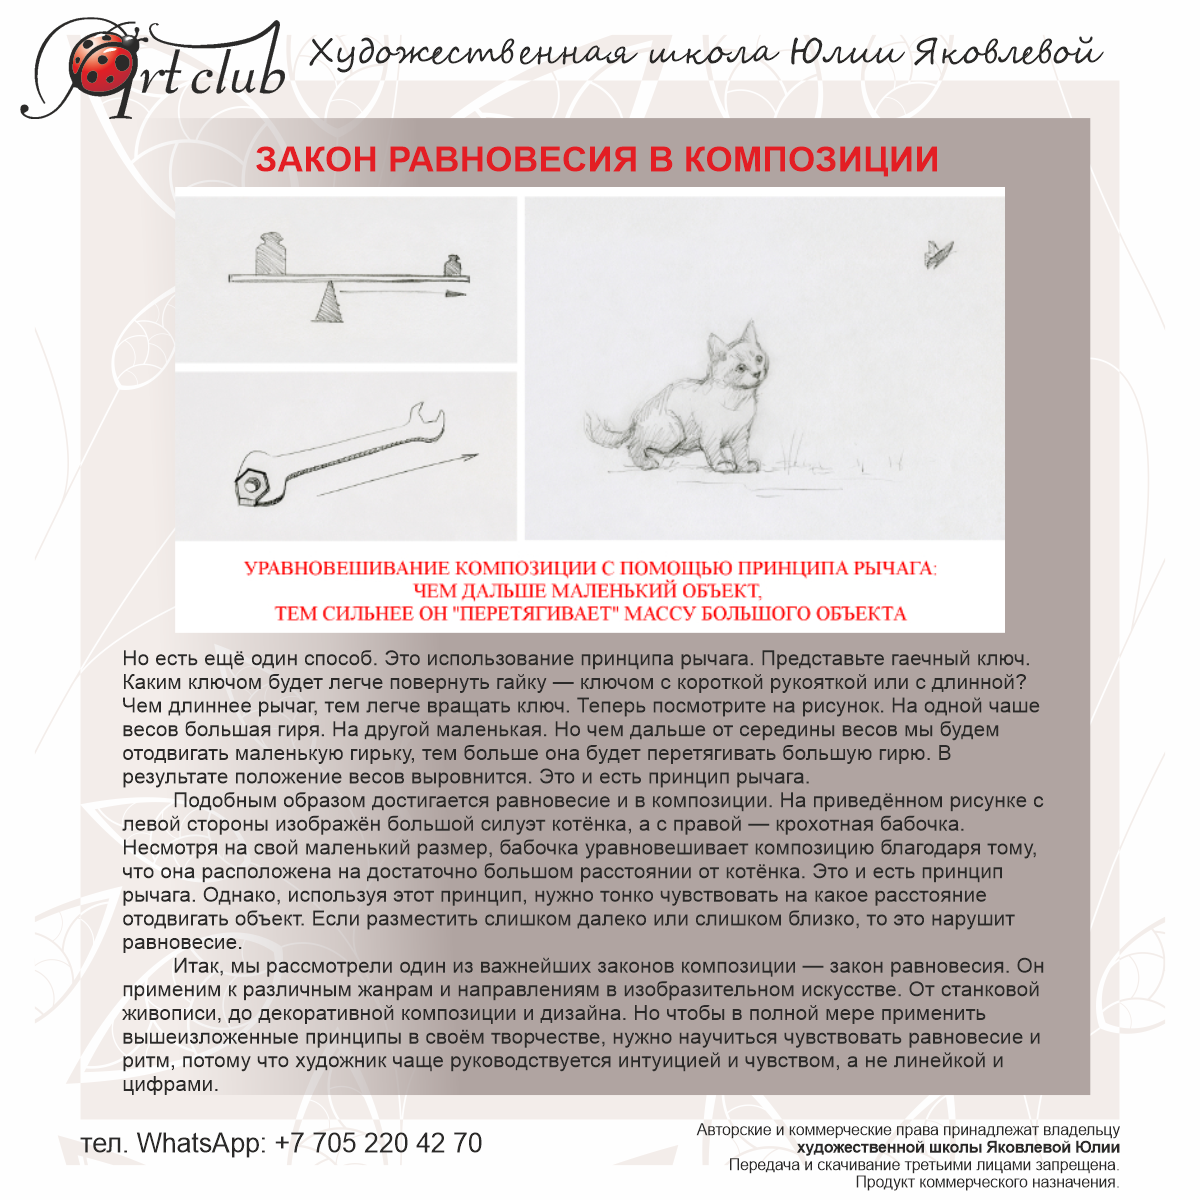 Art club
Художественная школа Юлии Яковлевой
ЗАКОН РАВНОВЕСИЯ В КОМПОЗИЦИИ
УРАВНОВЕШИВАНИЕ КОМПОЗИЦИИ С ПОМОЩЬЮ ПРИНЦИПА РЫЧАГА:
ЧЕМ ДАЛЬШЕ МАЛЕНЬКИЙ ОБЪЕКТ,
ТЕМ СИЛЬНЕЕ ОН "ПЕРЕТЯГИВАЕТ" МАССУ БОЛЬШОГО ОБЪЕКТА
Но есть ещё один способ. Это использование принципа рычага. Представьте гаечный ключ.
Каким ключом будет легче повернуть гайку — ключом с короткой рукояткой или с длинной?
Чем длиннее рычаг, тем легче вращать ключ. Теперь посмотрите на рисунок. На одной чаше
весов большая гиря. На другой маленькая. Но чем дальше от середины весов мы будем
отодвигать маленькую гирьку, тем больше она будет перетягивать большую гирю. В
результате положение весов выровнится. Это и есть принцип рычага.
Подобным образом достигается равновесие и в композиции. На приведённом рисунке с
левой стороны изображён большой силуэт котёнка, а с правой — крохотная бабочка.
Несмотря на свой маленький размер, бабочка уравновешивает композицию благодаря тому,
что она расположена на достаточно большом расстоянии от котёнка. Это и есть принцип
рычага. Однако, используя этот принцип, нужно тонко чувствовать на какое расстояние
отодвигать объект. Если разместить слишком далеко или слишком близко, то это нарушит
равновесие.
Итак, мы рассмотрели один из важнейших законов композиции — закон равновесия. Он
применим к различным жанрам и направлениям в изобразительном искусстве. От станковой
живописи, до декоративной композиции и дизайна. Но чтобы в полной мере применить
вышеизложенные принципы в своём творчестве, нужно научиться чувствовать равновесие и
ритм, потому что художник чаще руководствуется интуицией и чувством, а не линейкой и
цифрами.
тел. WhatsApp: +7 705 220 42 70
Авторские и коммерческие права принадлежат владельцу
художественной школы Яковлевой Юлии
Передача и скачивание третьими лицами запрещена.
Продукт коммерческого назначения.